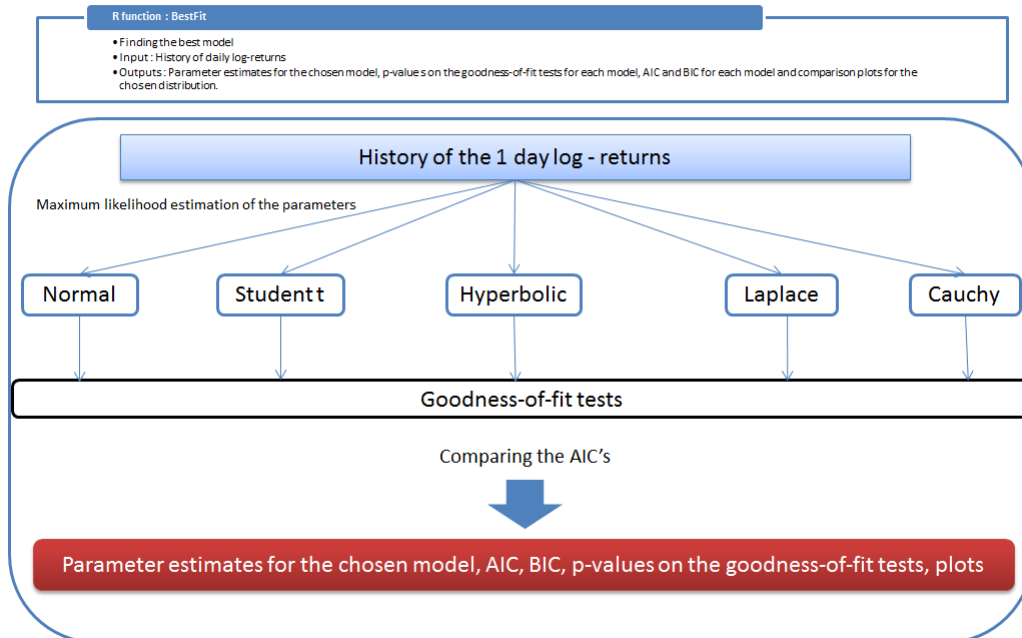 R function : BestFit
• Finding the best model
• Input : History of daily log-returns
• Outputs : Parameter estimates for the chosen model, p-values on the goodness-of-fit tests for each model, AIC and BIC for each model and comparison plots for the
chosen distribution.
History of the 1 day log - returns
Maximum likelihood estimation of the parameters
Normal
Student t
Hyperbolic
Laplace
Cauchy
Goodness-of-fit tests
Comparing the AIC's
Parameter estimates for the chosen model, AIC, BIC, p-values on the goodness-of-fit tests, plots